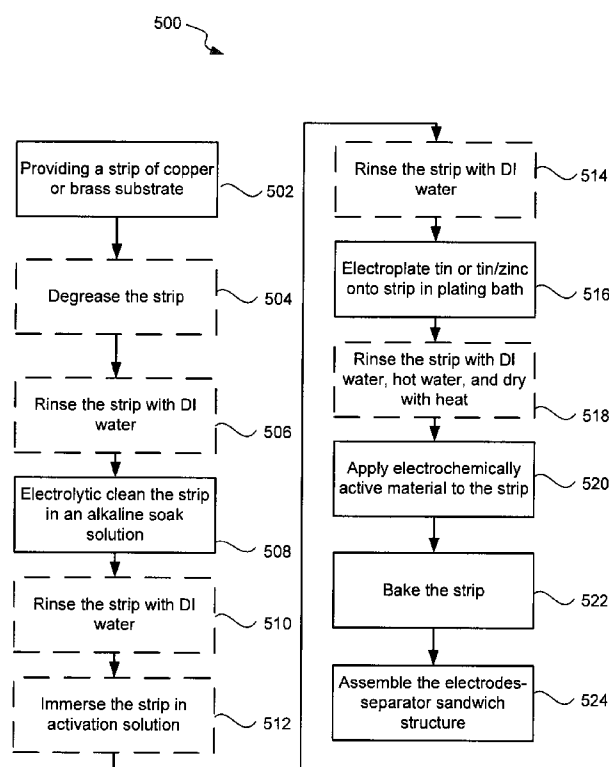 500
Providing a strip of copper
or brass substrate
502
Degrease the strip
504
Rinse the strip with DI
water
506
Electrolytic clean the strip
in an alkaline soak
solution
508
Rinse the strip with DI
water
510
Immerse the strip in
activation solution
512
Rinse the strip with DI
water
514
Electroplate tin or tin/zinc
onto strip in plating bath
516
Rinse the strip with DI
water, hot water, and dry
with heat
518
Apply electrochemically
active material to the strip
520
Bake the strip
522
Assemble the electrodes-
separator sandwich
structure
524